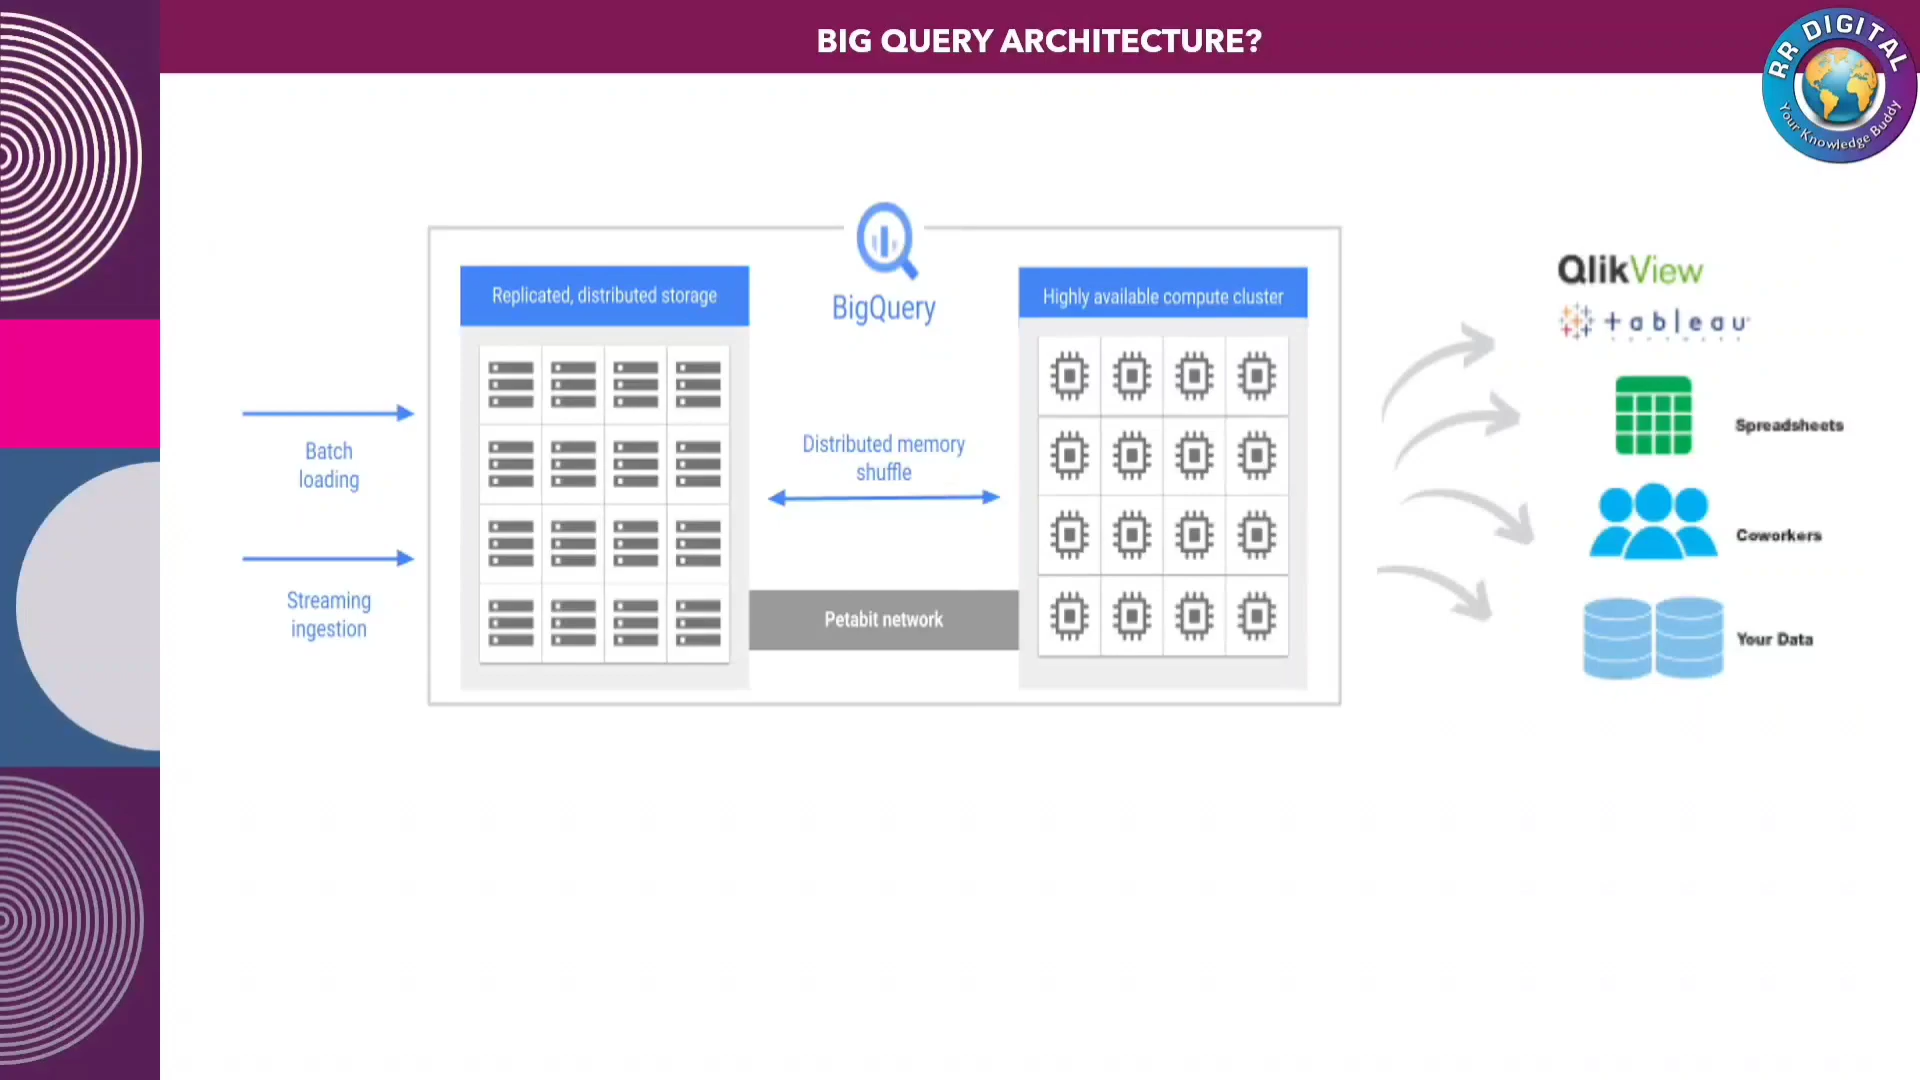 BIG QUERY ARCHITECTURE?
RR DIGITAL
Your Knowledge Buddy
Replicated, distributed storage
BigQuery
Highly available compute cluster
Batch
loading
Streaming
ingestion
Distributed memory
shuffle
Petabit network
QlikView
+ableau
Spreadsheets
Coworkers
Your Data